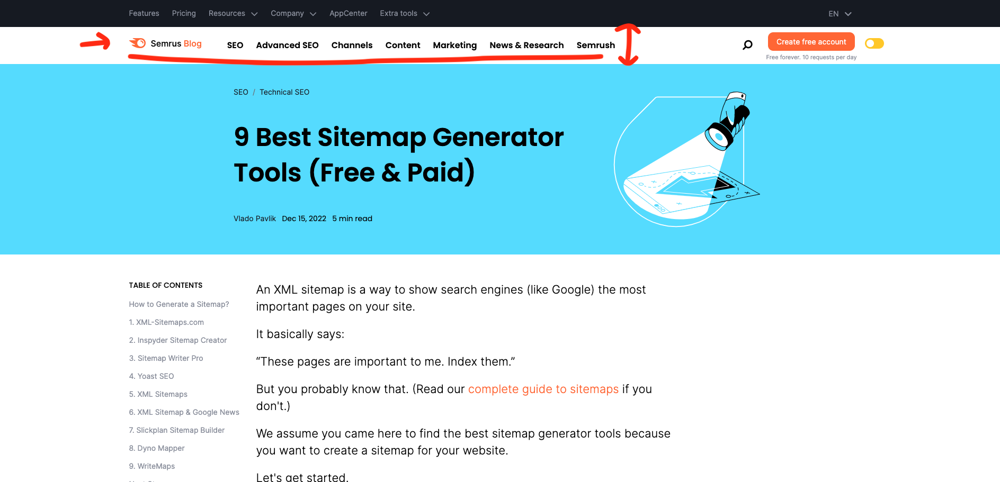 Features Pricing Resources Company AppCenter Extra tools EN
Semrus Blog SEO Advanced SEO Channels Content Marketing News & Research Semrush Create free account
Free forever. 10 requests per day
SEO / Technical SEO
9 Best Sitemap Generator
Tools (Free & Paid)
Vlado Pavlik Dec 15, 2022 5 min read
TABLE OF CONTENTS
How to Generate a Sitemap?
1. XML-Sitemaps.com
2. Inspyder Sitemap Creator
3. Sitemap Writer Pro
4. Yoast SEO
5. XML Sitemaps
6. XML Sitemap & Google News
7. Slickplan Sitemap Builder
8. Dyno Mapper
9. WriteMaps
An XML sitemap is a way to show search engines (like Google) the most
important pages on your site.
It basically says:
“These pages are important to me. Index them.”
But you probably know that. (Read our complete guide to sitemaps if you
don't.)
We assume you came here to find the best sitemap generator tools because
you want to create a sitemap for your website.
Let's get started.